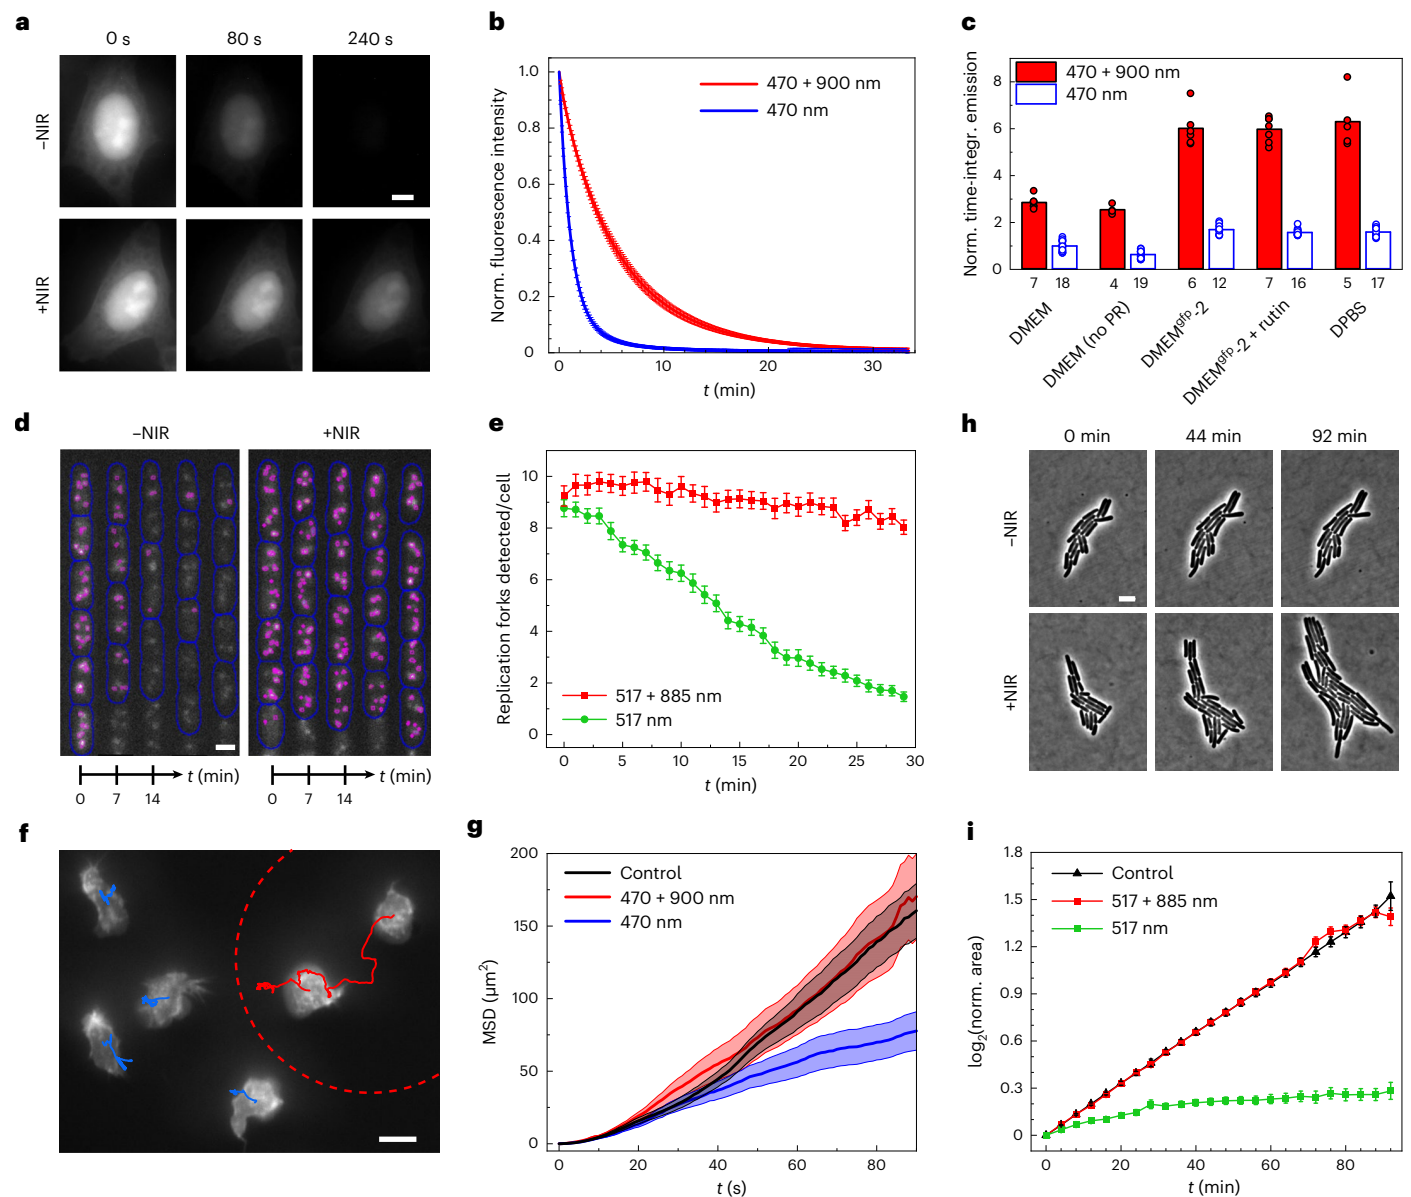 a
0 s
80 s
240 s
–NIR
+NIR
b
Norm. fluorescence intensity
1.0
0.8
0.6
0.4
0.2
0
470 + 900 nm
470 nm
0
10
20
30
t (min)
c
Norm. time-integr. emission
8
6
4
2
0
470 + 900 nm
470 nm
7 18 4 19 6 12 7 16 5 17
DMEM
DMEM (no PR)
DMEMgfp-2
DMEMgfp-2 + rutin
DPBS
d
–NIR
+NIR
t (min)
0 7 14
t (min)
0 7 14
e
Replication forks detected/cell
10
8
6
4
2
0
517 + 885 nm
517 nm
0 5 10 15 20 25 30
t (min)
h
0 min
44 min
92 min
–NIR
+NIR
f
g
MSD (µm2)
200
150
100
50
0
Control
470 + 900 nm
470 nm
0 20 40 60 80
t (s)
i
log2(norm. area)
1.8
1.5
1.2
0.9
0.6
0.3
0
Control
517 + 885 nm
517 nm
0 20 40 60 80
t (min)